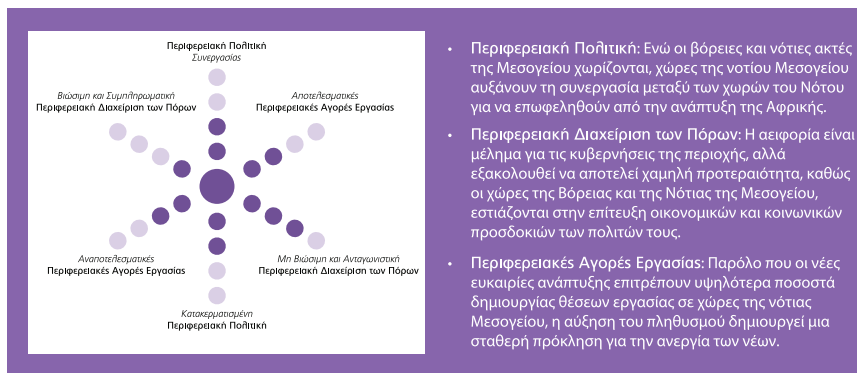 Περιφερειακή Πολιτική
Συνεργασίας
Βιώσιμη και Συμπληρωματική
Περιφερειακή Διαχείριση των Πόρων
Αποτελεσματικές
Περιφερειακές Αγορές Εργασίας
Αναποτελεσματικές
Περιφερειακές Αγορές Εργασίας
Μη Βιώσιμη και Ανταγωνιστική
Περιφερειακή Διαχείριση των Πόρων
Κατακερματισμένη
Περιφερειακή Πολιτική
• Περιφερειακή Πολιτική: Ενώ οι βόρειες και νότιες ακτές
της Μεσογείου χωρίζονται, χώρες της νοτίου Μεσογείου
αυξάνουν τη συνεργασία μεταξύ των χωρών του Νότου
για να επωφεληθούν από την ανάπτυξη της Αφρικής.
• Περιφερειακή Διαχείριση των Πόρων: Η αειφορία είναι
μέλημα για τις κυβερνήσεις της περιοχής, αλλά
εξακολουθεί να αποτελεί χαμηλή προτεραιότητα, καθώς
οι χώρες της Βόρειας και της Νότιας της Μεσογείου,
εστιάζονται στην επίτευξη οικονομικών και κοινωνικών
προσδοκιών των πολιτών τους.
• Περιφερειακές Αγορές Εργασίας: Παρόλο που οι νέες
ευκαιρίες ανάπτυξης επιτρέπουν υψηλότερα ποσοστά
δημιουργίας θέσεων εργασίας σε χώρες της νότιας
Μεσογείου, η αύξηση του πληθυσμού δημιουργεί μια
σταθερή πρόκληση για την ανεργία των νέων.